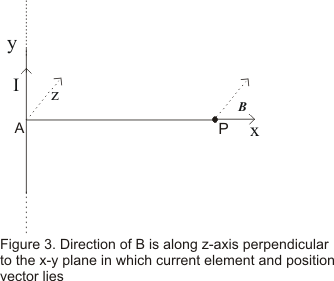 y
I
z
B
A
P
x
Figure 3. Direction of B is along z-axis perpendicular
to the x-y plane in which current element and position
vector lies